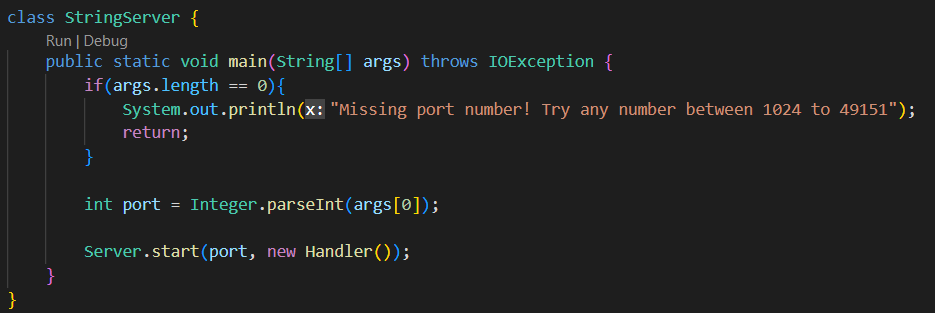 class StringServer {
Run | Debug
public static void main(String[] args) throws IOException {
if(args.length == 0){
System.out.println(x: "Missing port number! Try any number between 1024 to 49151");
return;
}
int port = Integer.parseInt(args[0]);
Server.start(port, new Handler());
}
}